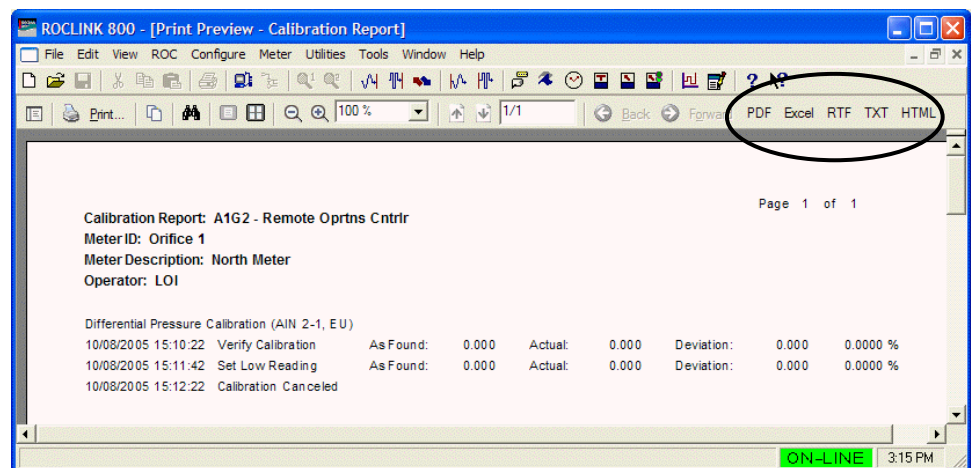 ROCLINK 800 - [Print Preview - Calibration Report]
File Edit View ROC Configure Meter Utilities Tools Window Help
Print... 100 % 1/1 Back Forward PDF Excel RTF TXT HTML
Page 1 of 1
Calibration Report: A1G2 - Remote Oprtns Cntrlr
Meter ID: Orifice 1
Meter Description: North Meter
Operator: LOI
Differential Pressure Calibration (AIN 2-1, EU)
10/08/2005 15:10:22 Verify Calibration As Found: 0.000 Actual: 0.000 Deviation: 0.000 0.0000 %
10/08/2005 15:11:42 Set Low Reading As Found: 0.000 Actual: 0.000 Deviation: 0.000 0.0000 %
10/08/2005 15:12:22 Calibration Canceled
ON-LINE 3:15 PM